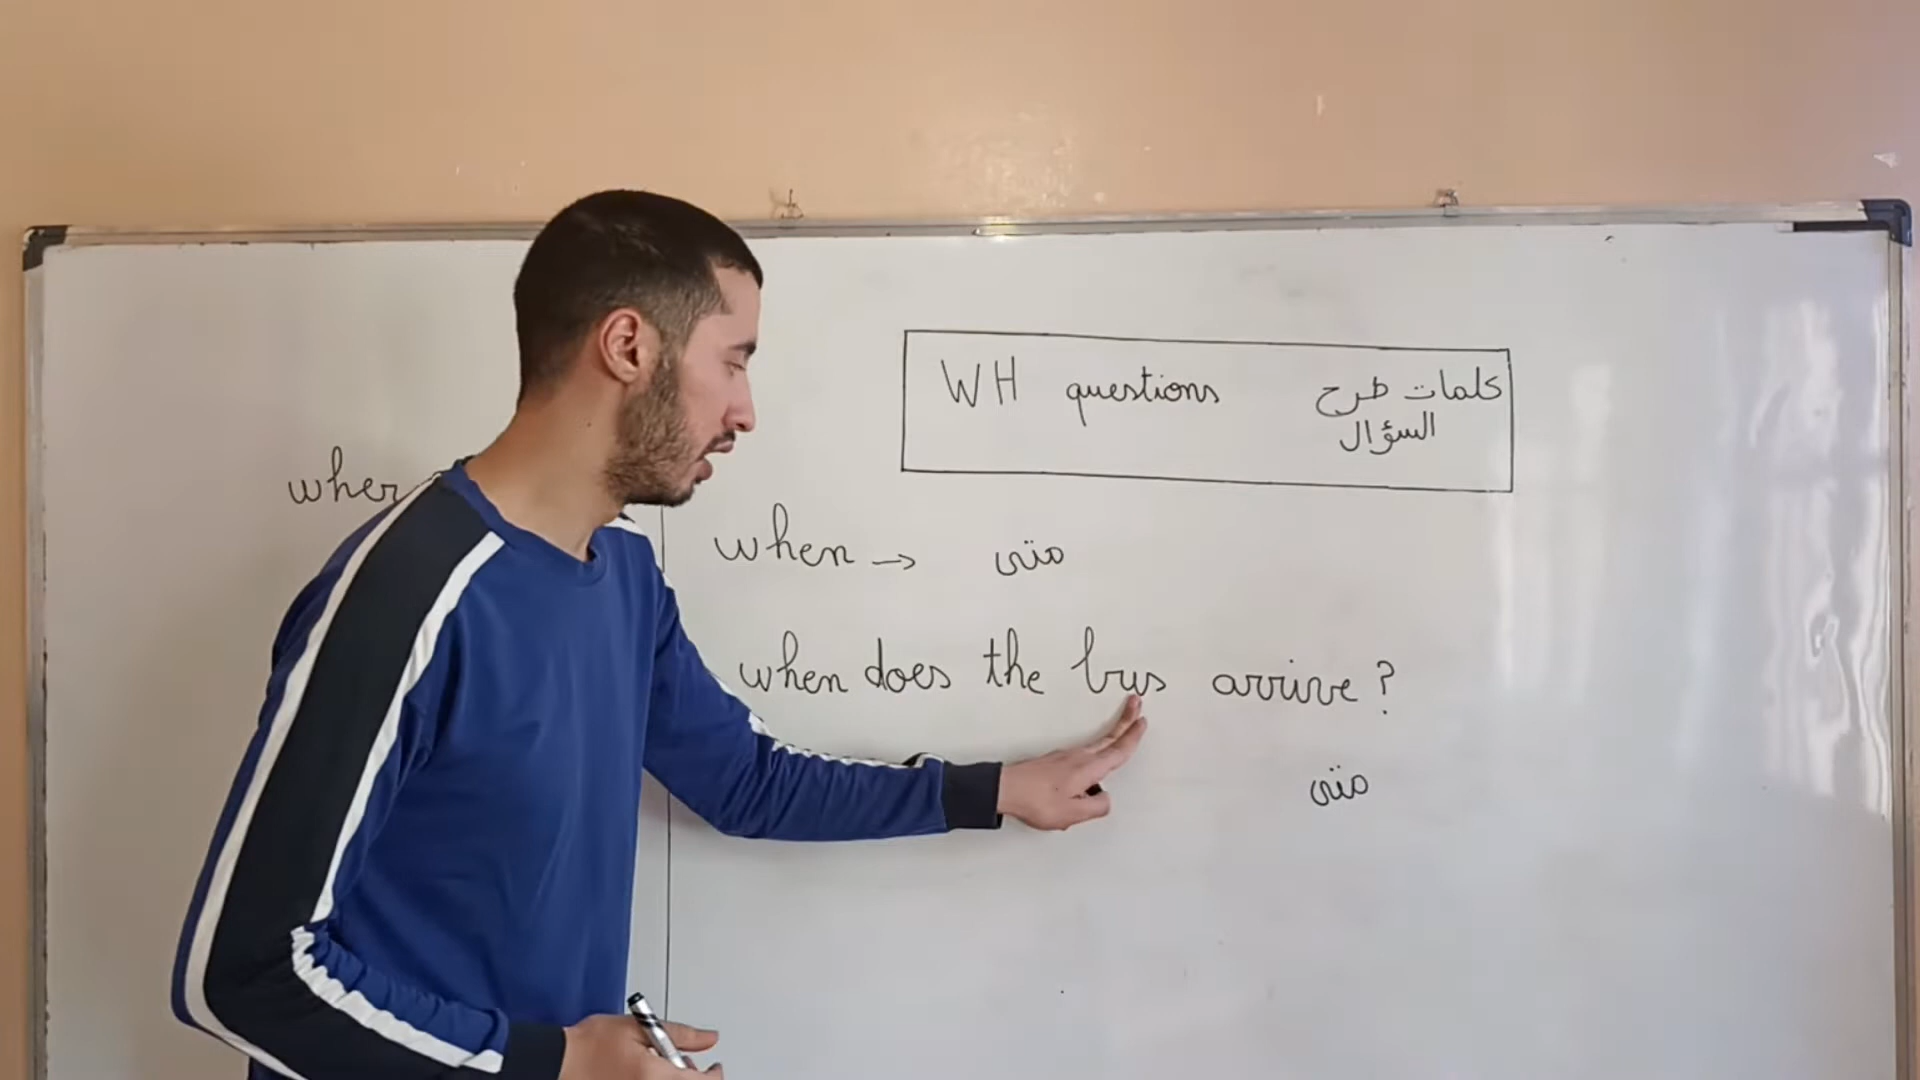 WH questions كلمات طرح
السؤال
when → متى
when does the bus arrive?
متى